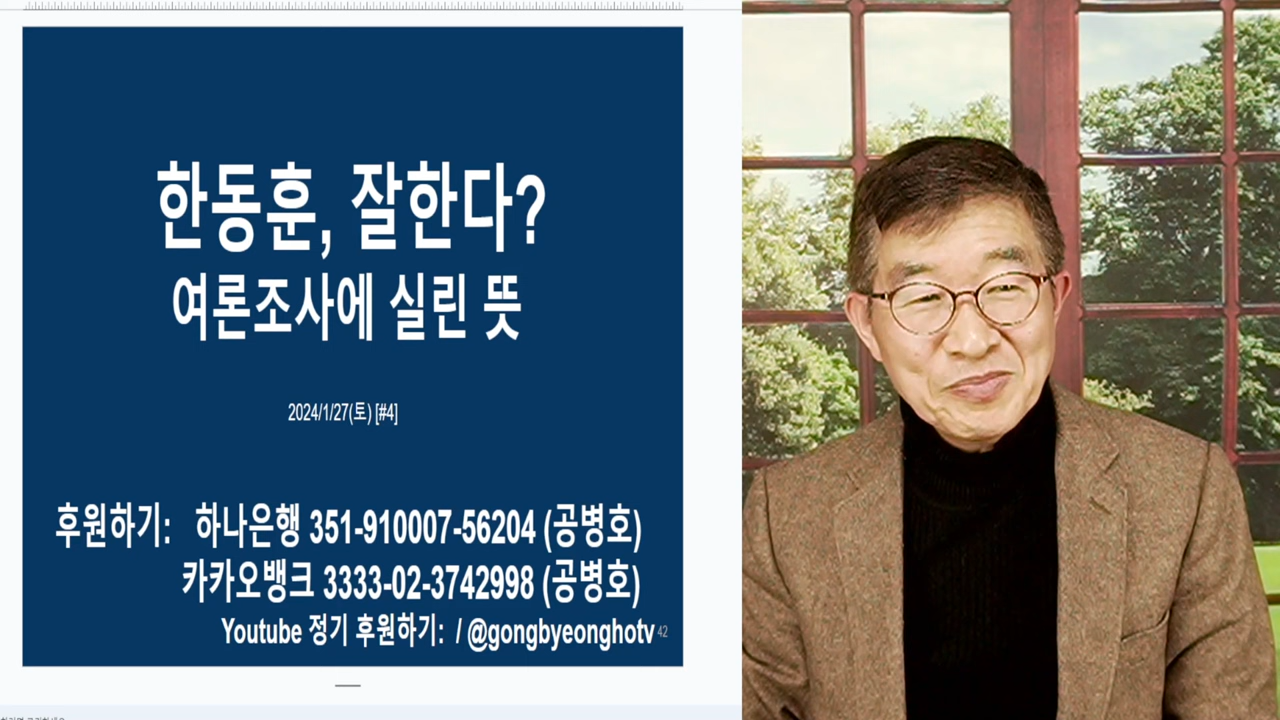 한동훈, 잘한다?
여론조사에 실린 뜻
2024/1/27(토) [#4]
후원하기: 하나은행 351-910007-56204 (공병호)
카카오뱅크 3333-02-3742998 (공병호)
Youtube 정기 후원하기: / @gongbyeonghotv
42